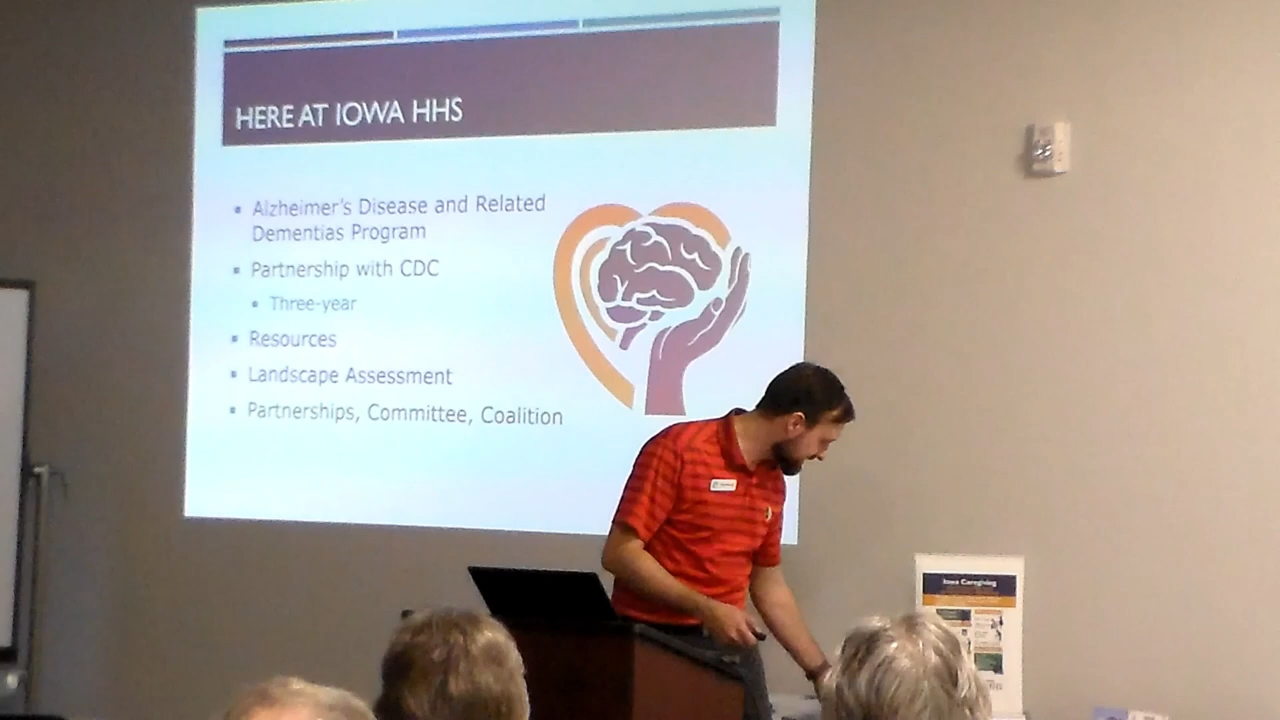 HERE AT IOWA HHS
Alzheimer's Disease and Related
Dementias Program
Partnership with CDC
Three-year
Resources
Landscape Assessment
Partnerships, Committee, Coalition
Iowa Caregiving